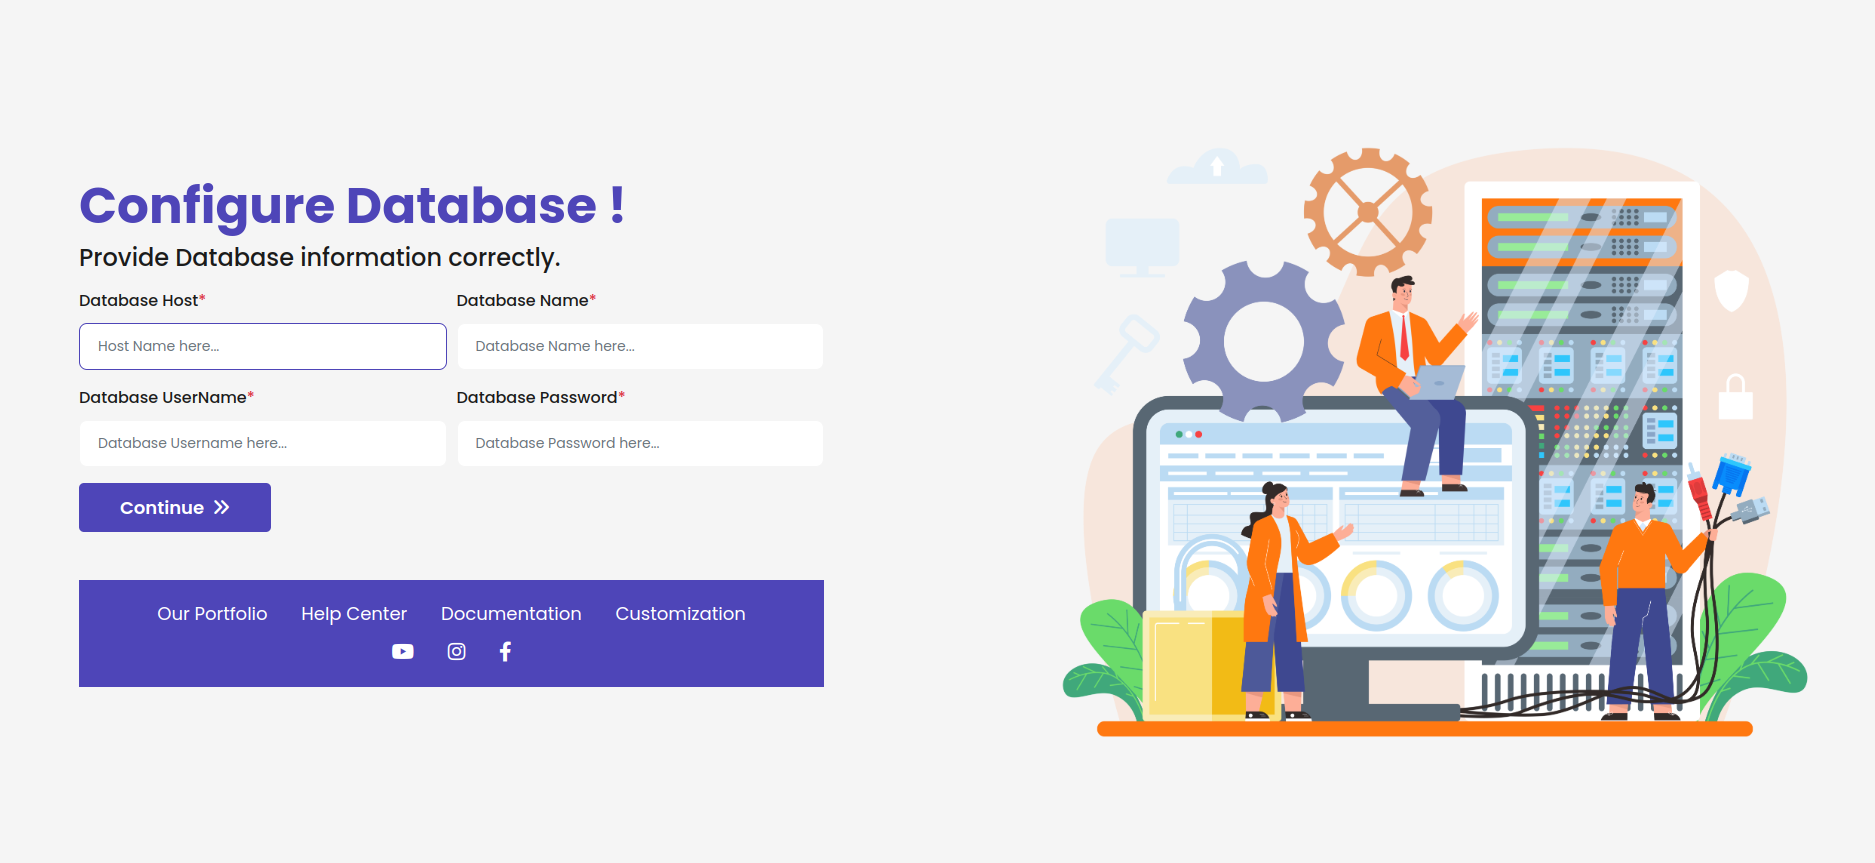 Configure Database !
Provide Database information correctly.
Database Host*
Database Name*
Host Name here...
Database Name here...
Database UserName*
Database Password*
Database Username here...
Database Password here...
Continue
Our Portfolio Help Center Documentation Customization